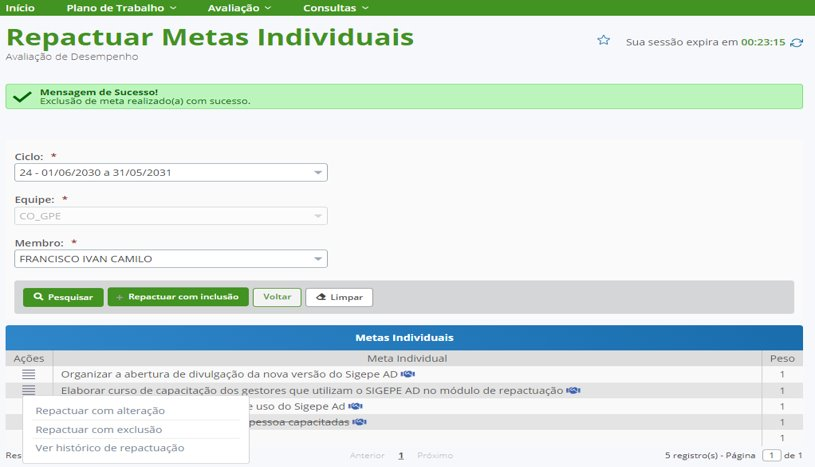 Início Plano de Trabalho Avaliação Consultas
Repactuar Metas Individuais
Sua sessão expira em 00:23:15
Avaliação de Desempenho
Mensagem de Sucesso!
Exclusão de meta realizado(a) com sucesso.
Ciclo: *
24 - 01/06/2030 a 31/05/2031
Equipe: *
CO_GPE
Membro: *
FRANCISCO IVAN CAMILO
Pesquisar + Repactuar com inclusão Voltar Limpar
Metas Individuais
Ações Meta Individual Peso
Organizar a abertura de divulgação da nova versão do Sigepe AD 1
Elaborar curso de capacitação dos gestores que utilizam o SIGEPE AD no módulo de repactuação 1
e uso do Sigepe Ad 1
pessoa capacitadas 1
1
Repactuar com alteração
Repactuar com exclusão
Ver histórico de repactuação
Res Anterior 1 Próximo 5 registro(s) - Página 1 de 1